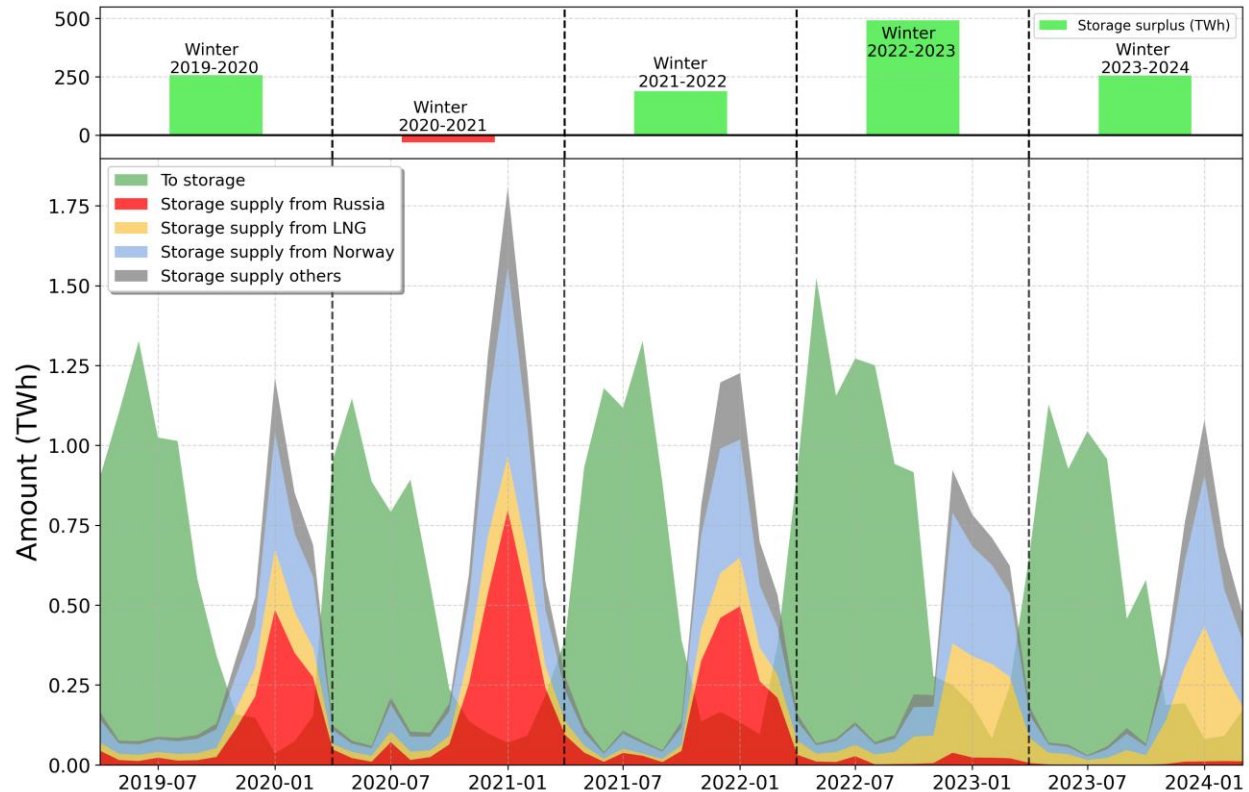 500
250
0
Winter
2019-2020
Winter
2020-2021
Winter
2021-2022
Winter
2022-2023
Winter
2023-2024
Storage surplus (TWh)
To storage
Storage supply from Russia
Storage supply from LNG
Storage supply from Norway
Storage supply others
Amount (TWh)
1.75
1.50
1.25
1.00
0.75
0.50
0.25
0.00
2019-07
2020-01
2020-07
2021-01
2021-07
2022-01
2022-07
2023-01
2023-07
2024-01